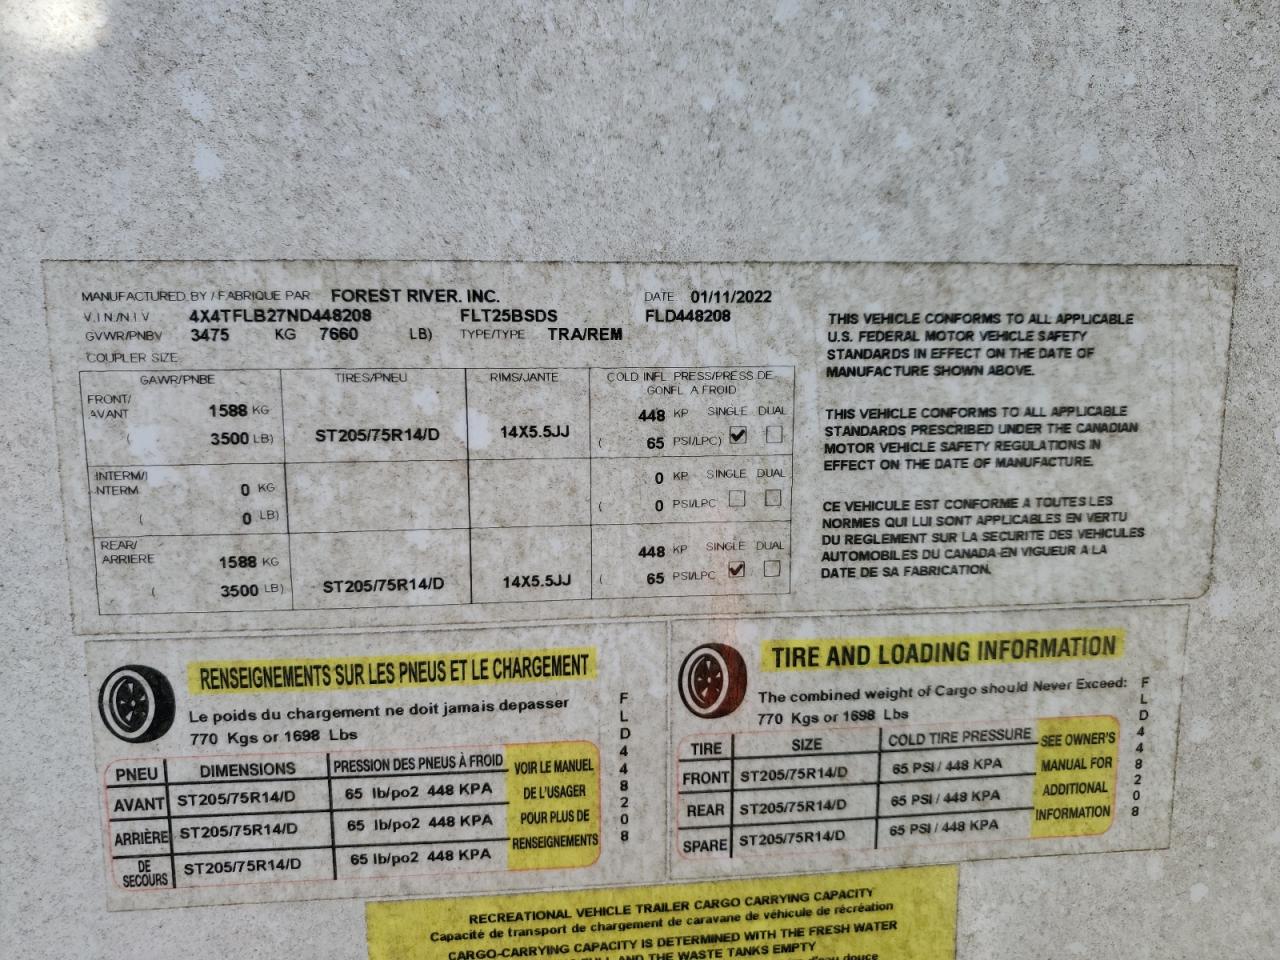 MANUFACTURED BY / FABRIQUE PAR FOREST RIVER. INC. DATE 01/11/2022
V.I.N/N I V 4X4TFLB27ND448208 FLT25BSDS FLD448208
GVWR/PNBV 3475 KG 7660 LB) TYPE/TYPE TRA/REM
COUPLER SIZE
GAWR/PNBE TIRES/PNEU RIMS/JANTE COLD INFL PRESS/PRESS DE-
GONFL A FROID
FRONT/
AVANT 1588 KG 448 KP SINGLE DUAL
( 3500 LB) ST205/75R14/D 14X5.5JJ ( 65 PSI/LPC)
INTERM/I
NTERM 0 KG 0 KP SINGLE DUAL
( 0 LB) ( 0 PSI/LPC
REAR/
ARRIERE 1588 KG 448 KP SINGLE DUAL
( 3500 LB) ST205/75R14/D 14X5.5JJ ( 65 PSI/LPC
THIS VEHICLE CONFORMS TO ALL APPLICABLE
U.S. FEDERAL MOTOR VEHICLE SAFETY
STANDARDS IN EFFECT ON THE DATE OF
MANUFACTURE SHOWN ABOVE.
THIS VEHICLE CONFORMS TO ALL APPLICABLE
STANDARDS PRESCRIBED UNDER THE CANADIAN
MOTOR VEHICLE SAFETY REGULATIONS IN
EFFECT ON THE DATE OF MANUFACTURE.
CE VEHICULE EST CONFORME A TOUTES LES
NORMES QUI LUI SONT APPLICABLES EN VERTU
DU REGLEMENT SUR LA SECURITE DES VEHICULES
AUTOMOBILES DU CANADA-EN VIGUEUR A LA
DATE DE SA FABRICATION.
RENSEIGNEMENTS SUR LES PNEUS ET LE CHARGEMENT
Le poids du chargement ne doit jamais depasser
770 Kgs or 1698 Lbs
PNEU DIMENSIONS PRESSION DES PNEUS À FROID
AVANT ST205/75R14/D 65 lb/po2 448 KPA
ARRIÈRE ST205/75R14/D 65 lb/po2 448 KPA
DE
SECOURS ST205/75R14/D 65 lb/po2 448 KPA
VOIR LE MANUEL
DE L'USAGER
POUR PLUS DE
RENSEIGNEMENTS
FLD448208
TIRE AND LOADING INFORMATION
The combined weight of Cargo should Never Exceed:
770 Kgs or 1698 Lbs
TIRE SIZE COLD TIRE PRESSURE
FRONT ST205/75R14/D 65 PSI / 448 KPA
REAR ST205/75R14/D 65 PSI / 448 KPA
SPARE ST205/75R14/D 65 PSI / 448 KPA
SEE OWNER'S
MANUAL FOR
ADDITIONAL
INFORMATION
FLD448208
RECREATIONAL VEHICLE TRAILER CARGO CARRYING CAPACITY
Capacité de transport de chargement de caravane de véhicule de récréation
CARGO-CARRYING CAPACITY IS DETERMINED WITH THE FRESH WATER
FULL AND THE WASTE TANKS EMPTY
d'eau douce